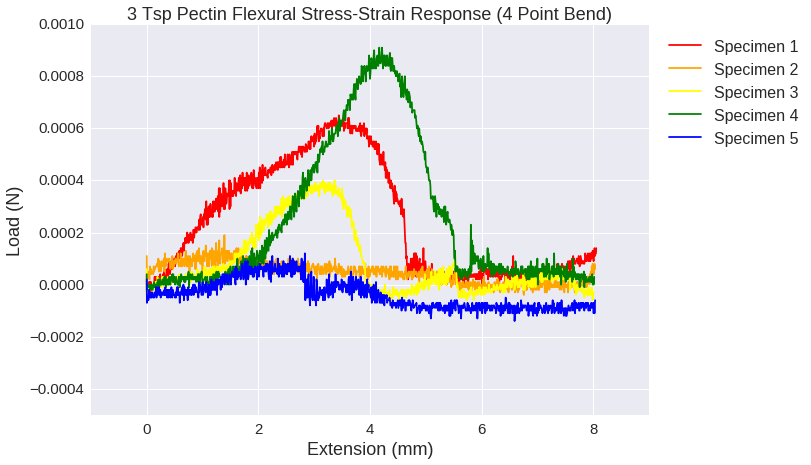 3 Tsp Pectin Flexural Stress-Strain Response (4 Point Bend)
0.0010
0.0008
0.0006
0.0004
0.0002
0.0000
−0.0002
−0.0004
Load (N)
0 2 4 6 8
Extension (mm)
Specimen 1
Specimen 2
Specimen 3
Specimen 4
Specimen 5